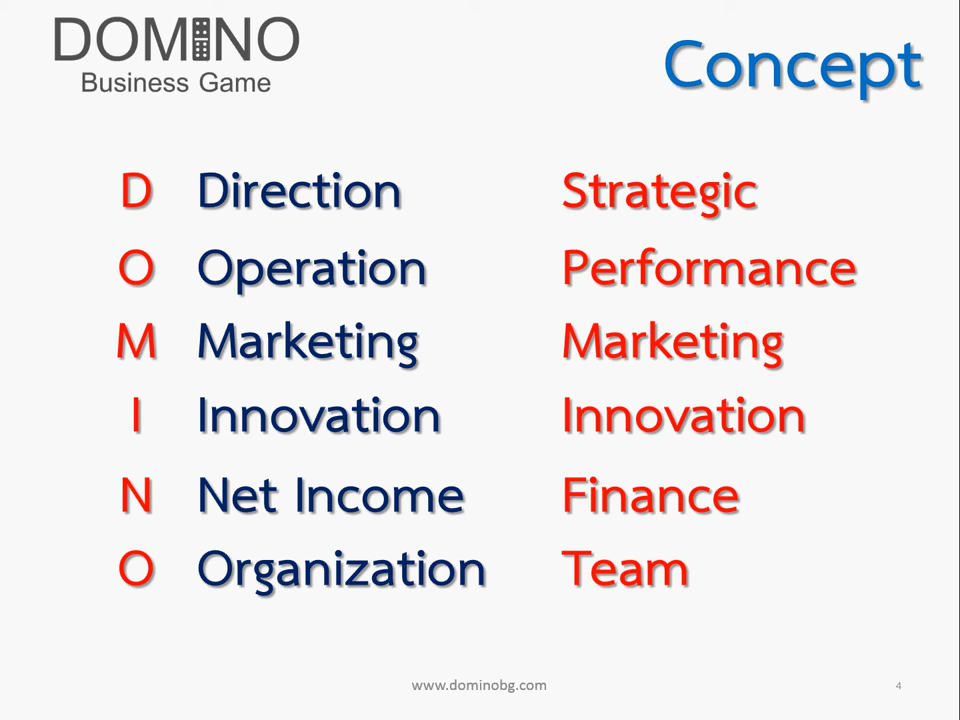 DOMINO
Business Game
Concept
D Direction Strategic
O Operation Performance
M Marketing Marketing
I Innovation Innovation
N Net Income Finance
O Organization Team
www.dominobg.com
4